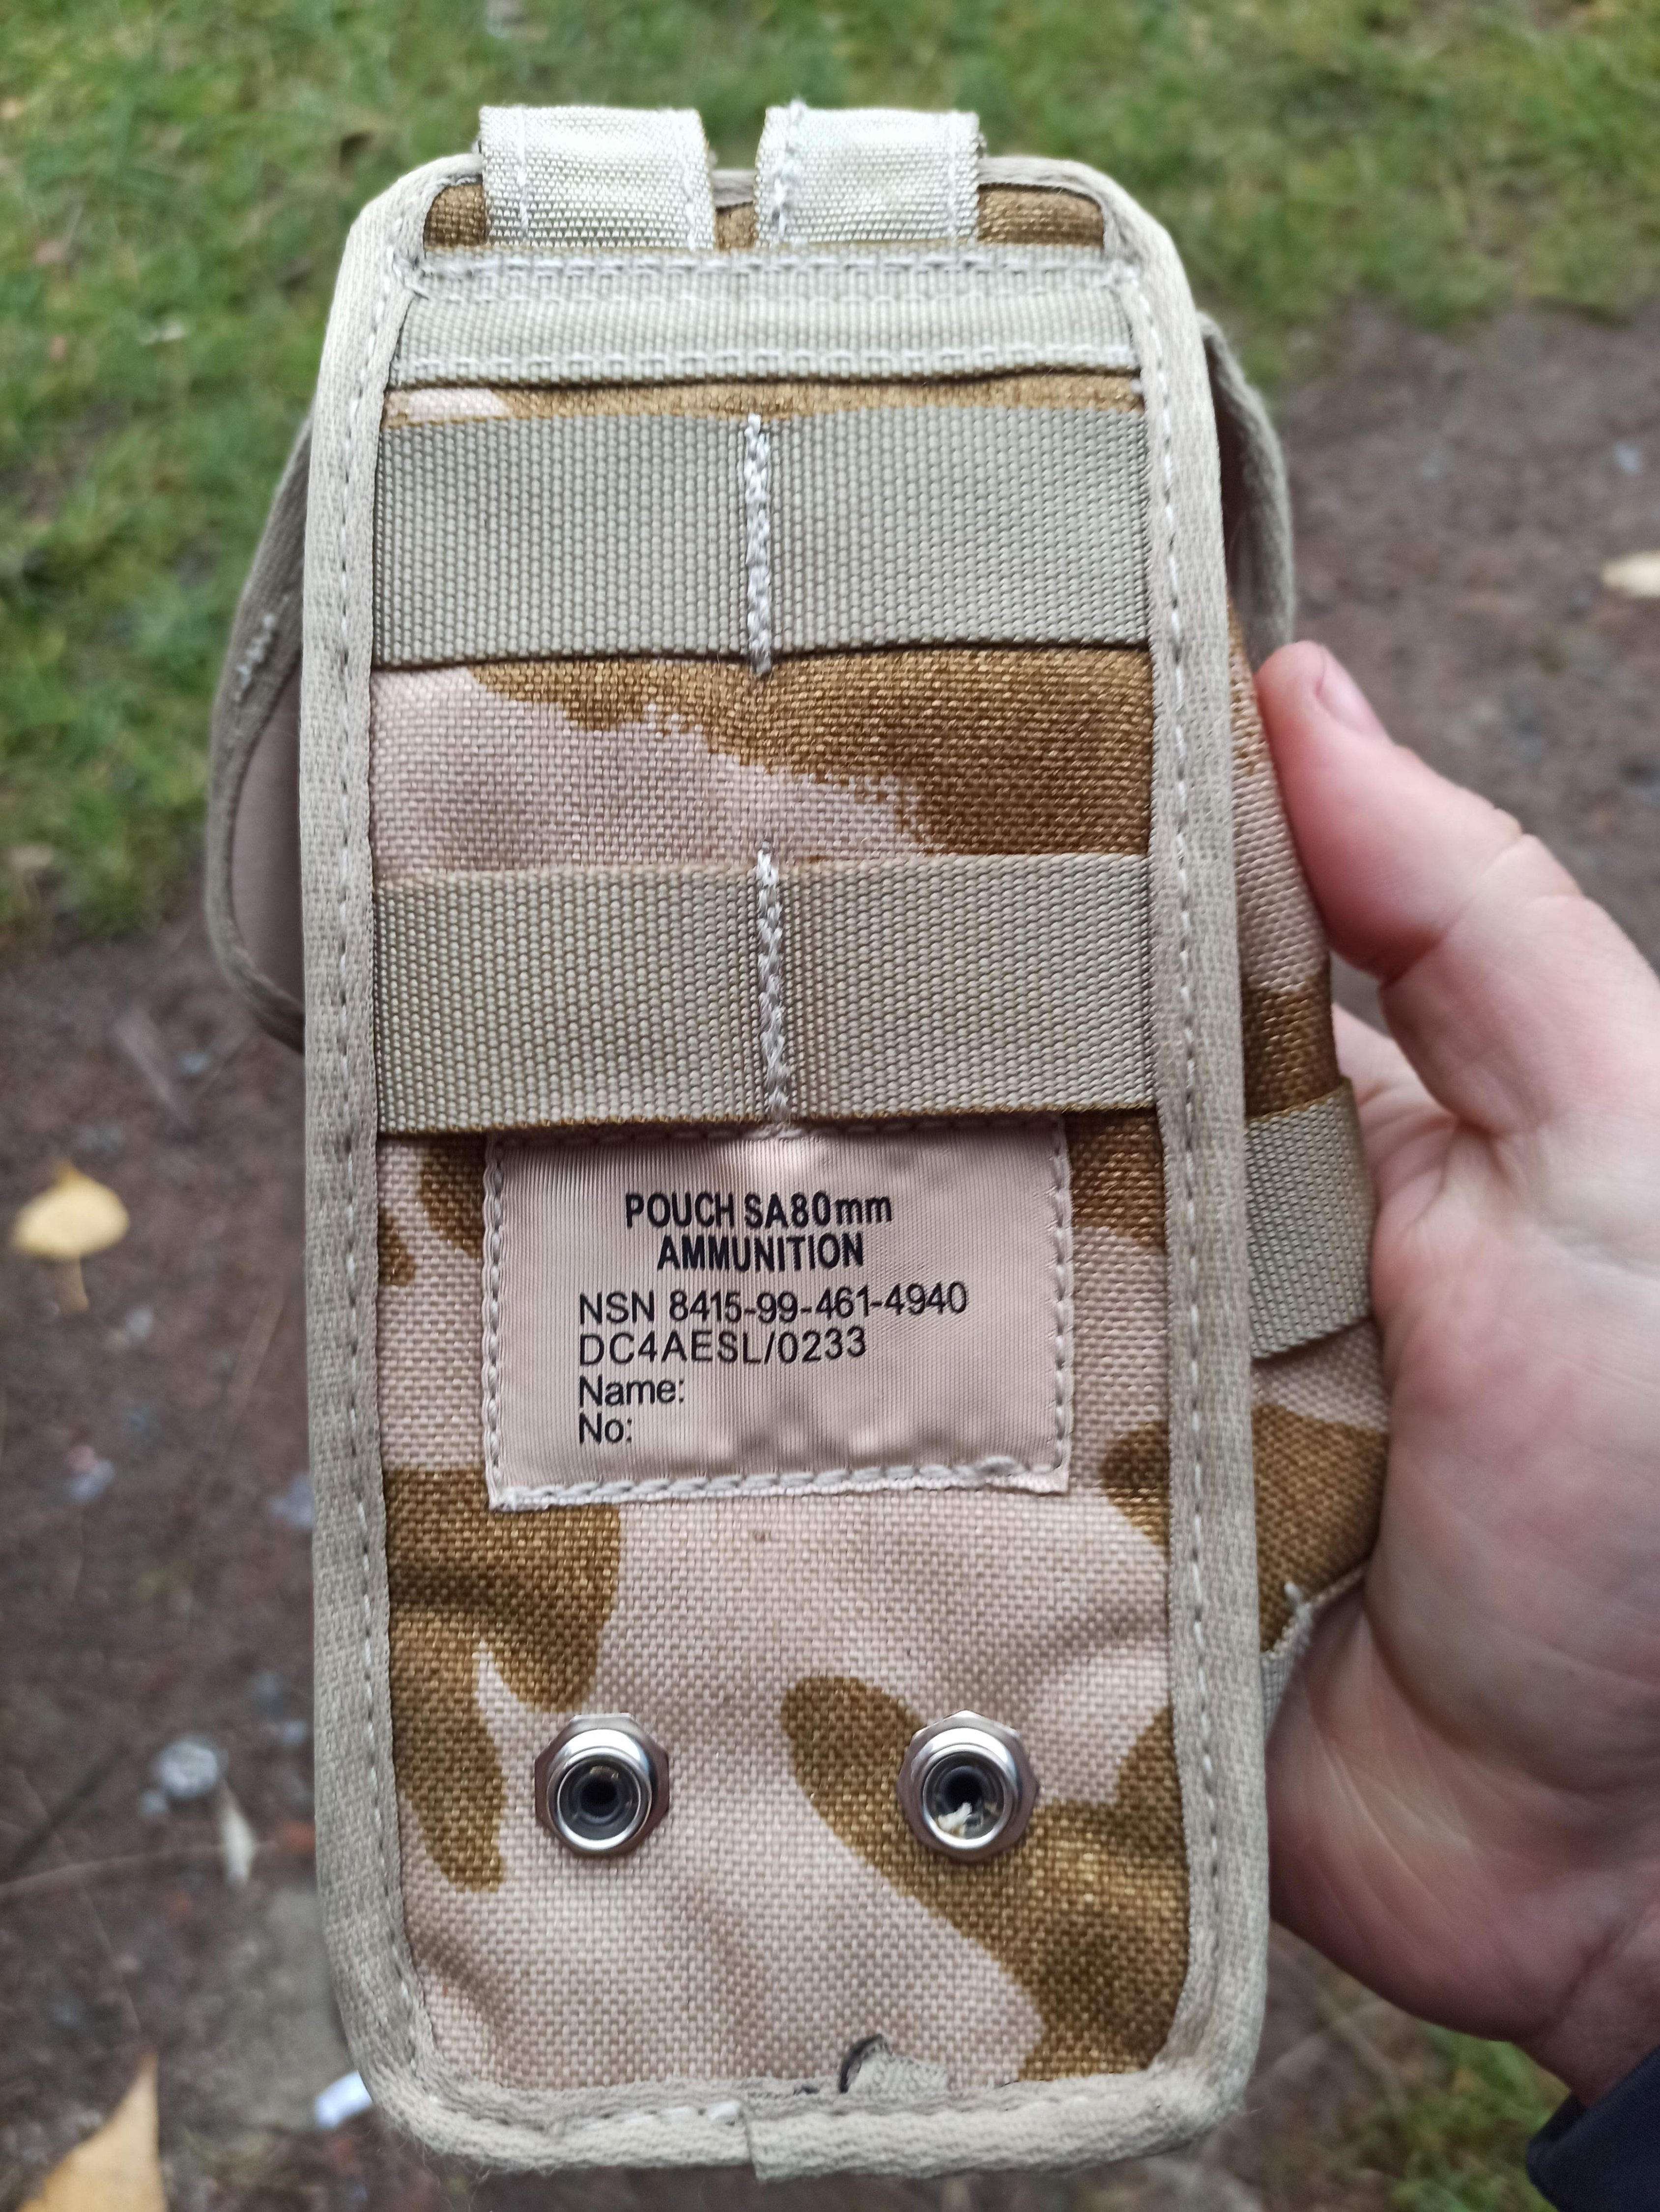 POUCH SA80mm
AMMUNITION
NSN 8415-99-461-4940
DC4AESL/0233
Name:
No: